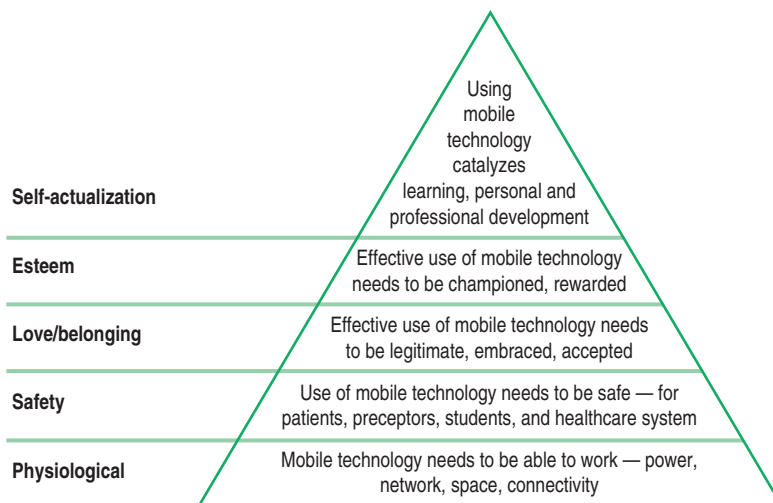 Using
mobile
technology
catalyzes
learning, personal and
professional development
Self-actualization
Effective use of mobile technology
needs to be championed, rewarded
Esteem
Effective use of mobile technology needs
to be legitimate, embraced, accepted
Love/belonging
Use of mobile technology needs to be safe — for
patients, preceptors, students, and healthcare system
Safety
Mobile technology needs to be able to work — power,
network, space, connectivity
Physiological